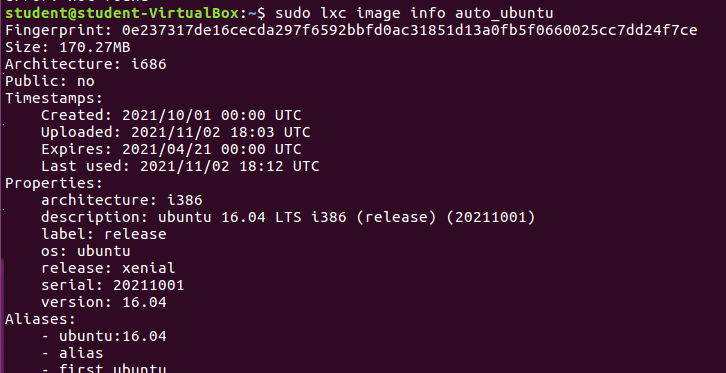 student@student-VirtualBox:~$ sudo lxc image info auto_ubuntu
Fingerprint: 0e237317de16cecda297f6592bbfd0ac31851d13a0fb5f0660025cc7dd24f7ce
Size: 170.27MB
Architecture: i686
Public: no
Timestamps:
    Created: 2021/10/01 00:00 UTC
    Uploaded: 2021/11/02 18:03 UTC
    Expires: 2021/04/21 00:00 UTC
    Last used: 2021/11/02 18:12 UTC
Properties:
    architecture: i386
    description: ubuntu 16.04 LTS i386 (release) (20211001)
    label: release
    os: ubuntu
    release: xenial
    serial: 20211001
    version: 16.04
Aliases:
    - ubuntu:16.04
    - alias
    - first_ubuntu